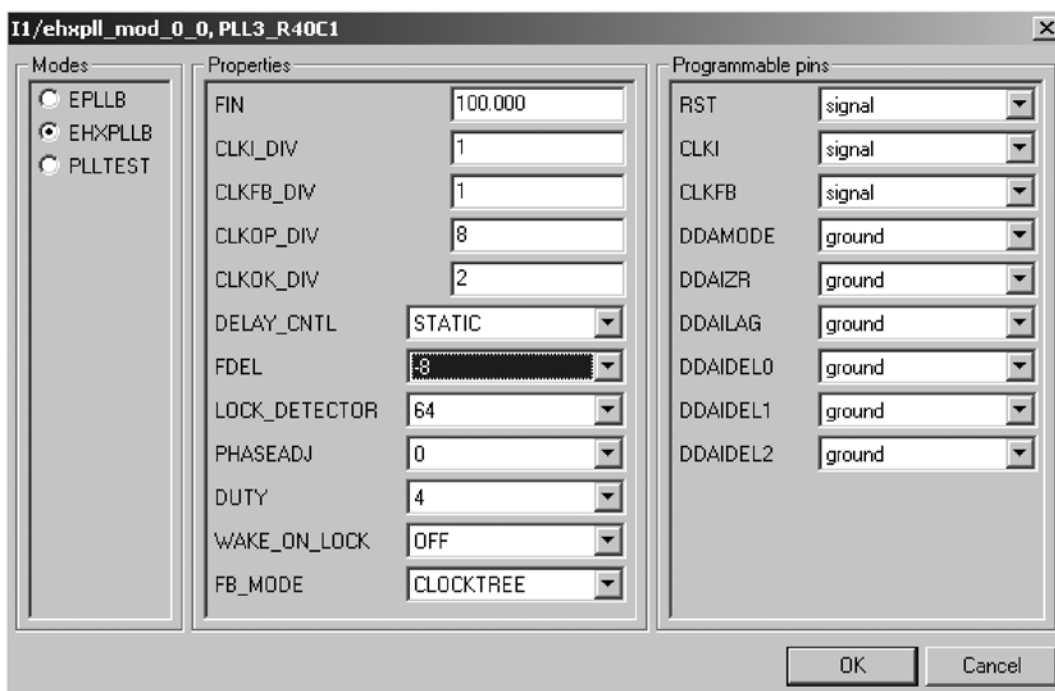 I1/ehxpll_mod_0_0, PLL3_R40C1
Modes
EPLLB
EHXPLLB
PLLTEST
Properties
FIN 100.000
CLKI_DIV 1
CLKFB_DIV 1
CLKOP_DIV 8
CLKOK_DIV 2
DELAY_CNTL STATIC
FDEL -8
LOCK_DETECTOR 64
PHASEADJ 0
DUTY 4
WAKE_ON_LOCK OFF
FB_MODE CLOCKTREE
Programmable pins
RST signal
CLKI signal
CLKFB signal
DDAMODE ground
DDAIZR ground
DDAILAG ground
DDAIDEL0 ground
DDAIDEL1 ground
DDAIDEL2 ground
OK Cancel